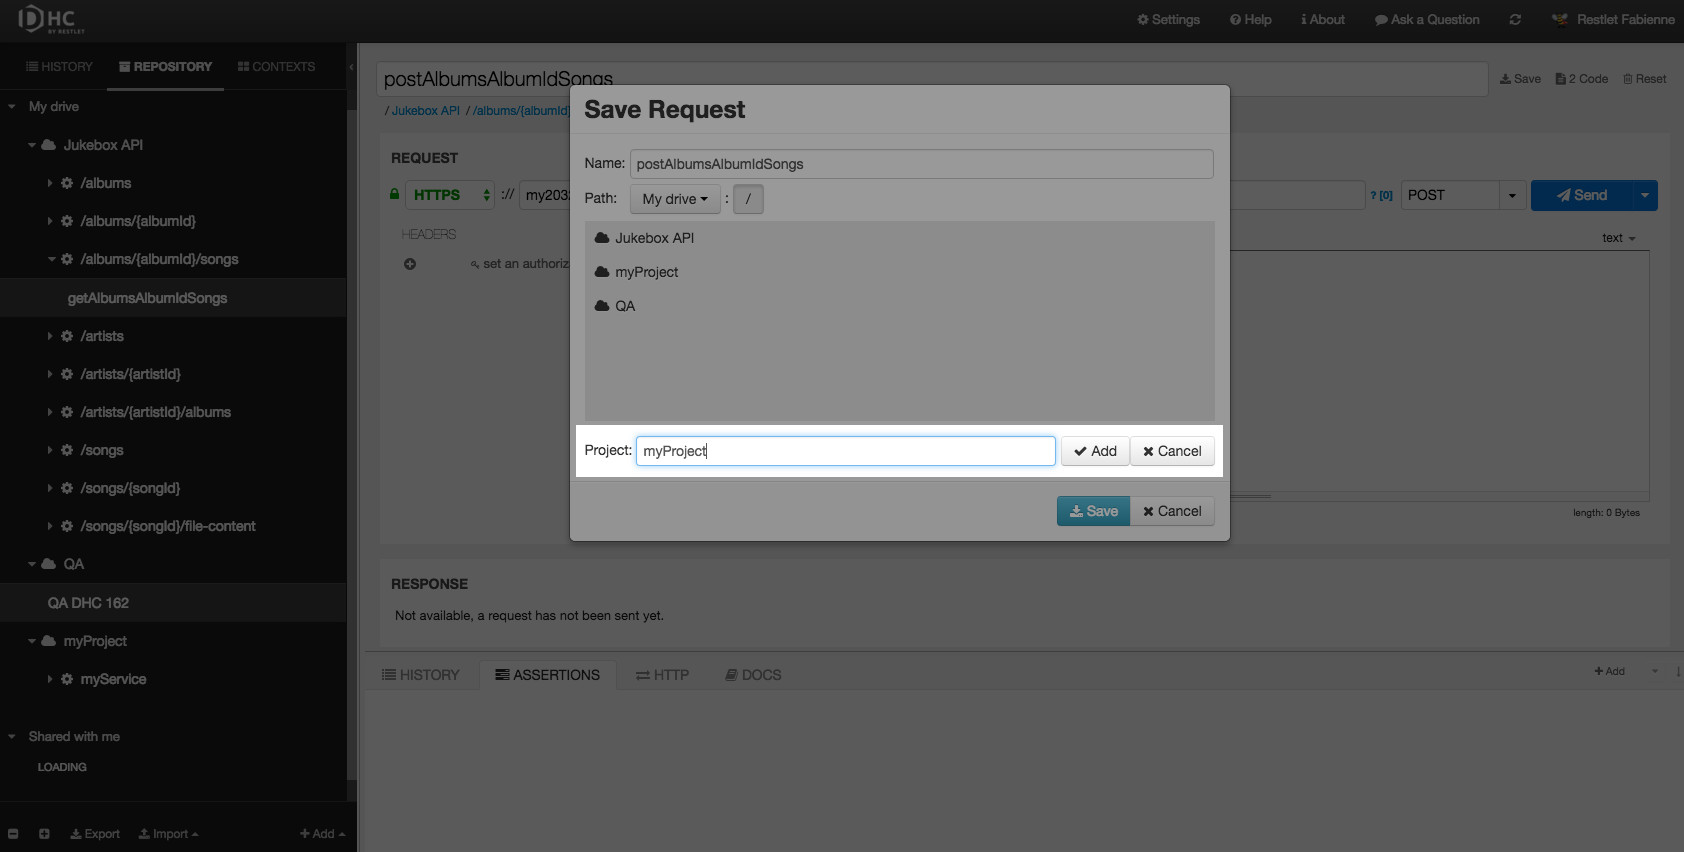 DHC
BY RESTLET
Settings Help About Ask a Question Restlet Fabienne
HISTORY REPOSITORY CONTEXTS
My drive
Jukebox API
/albums
/albums/{albumId}
/albums/{albumId}/songs
getAlbumsAlbumIdSongs
/artists
/artists/{artistId}
/artists/{artistId}/albums
/songs
/songs/{songId}
/songs/{songId}/file-content
QA
QA DHC 162
myProject
myService
Shared with me
LOADING
Export Import Add
postAlbumsAlbumIdSongs
Save 2 Code Reset
/ Jukebox API / /albums/{albumId}
REQUEST
HTTPS :// my203
? [0] POST Send
HEADERS
set an authoriz
text
length: 0 Bytes
Save Request
Name: postAlbumsAlbumIdSongs
Path: My drive : /
Jukebox API
myProject
QA
Project: myProject Add Cancel
Save Cancel
RESPONSE
Not available, a request has not been sent yet.
HISTORY ASSERTIONS HTTP DOCS
Add